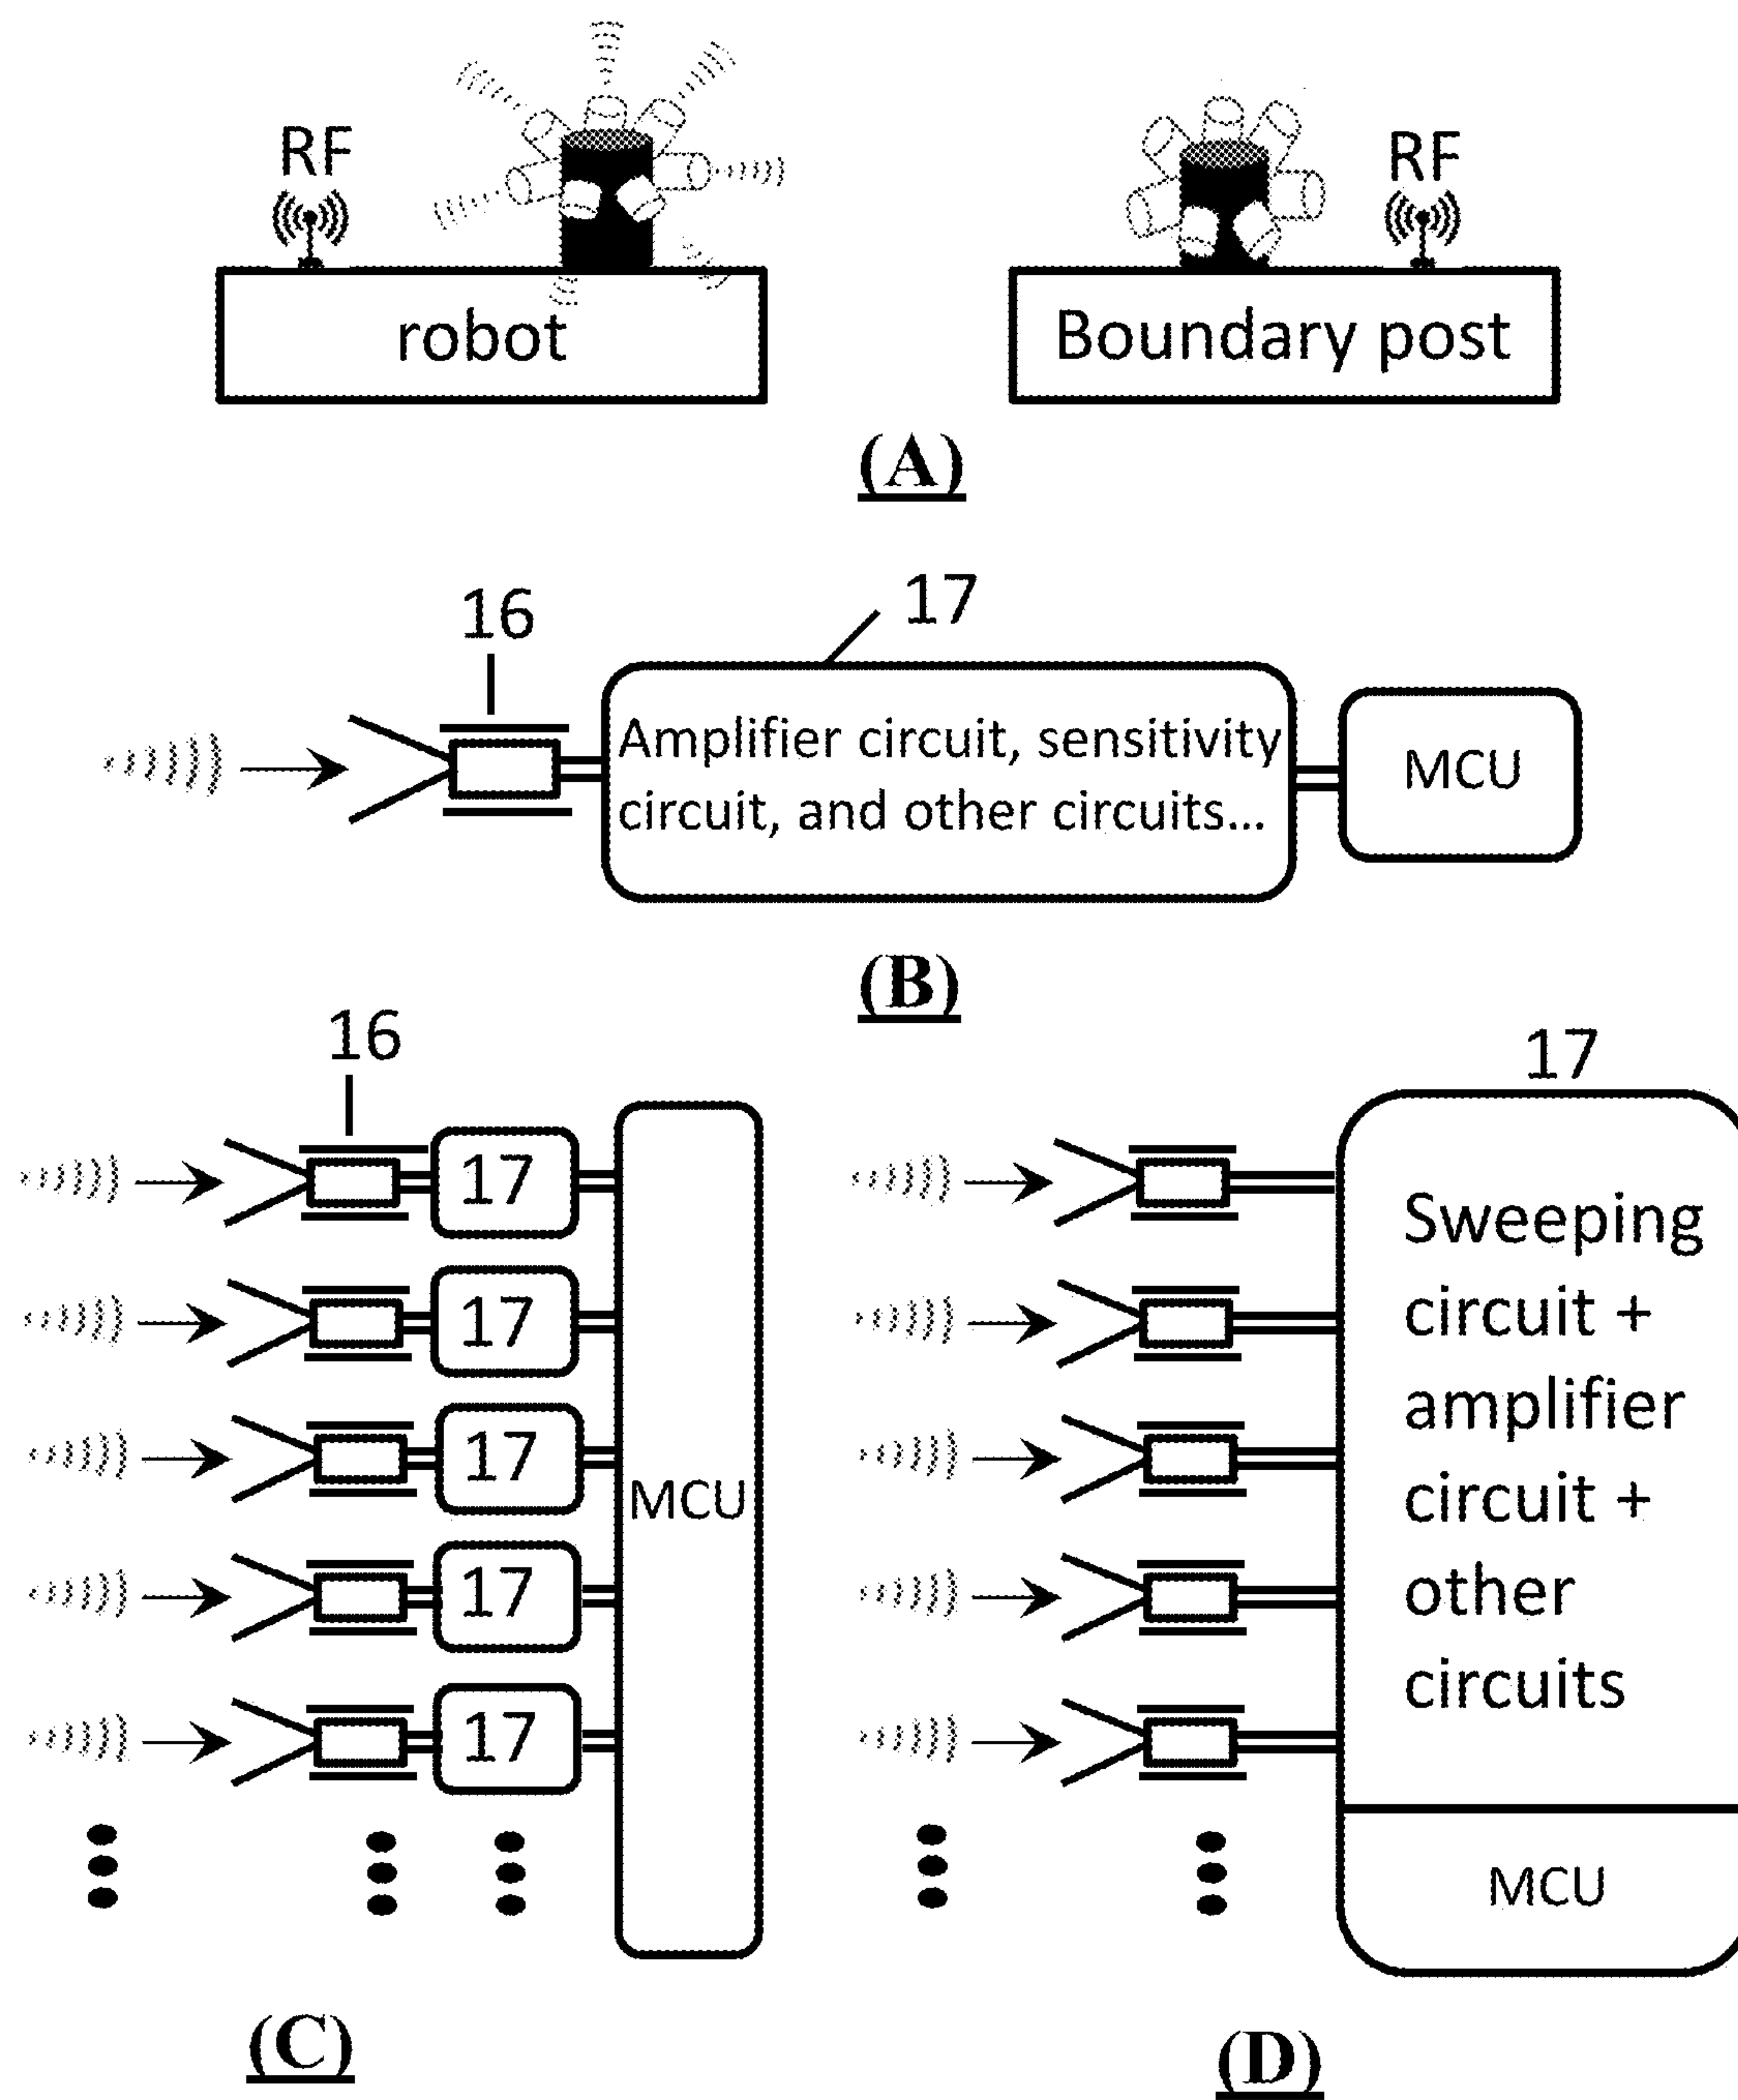 RF
RF
robot
Boundary post
(A)
16
17
Amplifier circuit, sensitivity
circuit, and other circuits...
MCU
(B)
16
17
17
17
17
17
MCU
(C)
17
Sweeping
circuit +
amplifier
circuit +
other
circuits
MCU
(D)